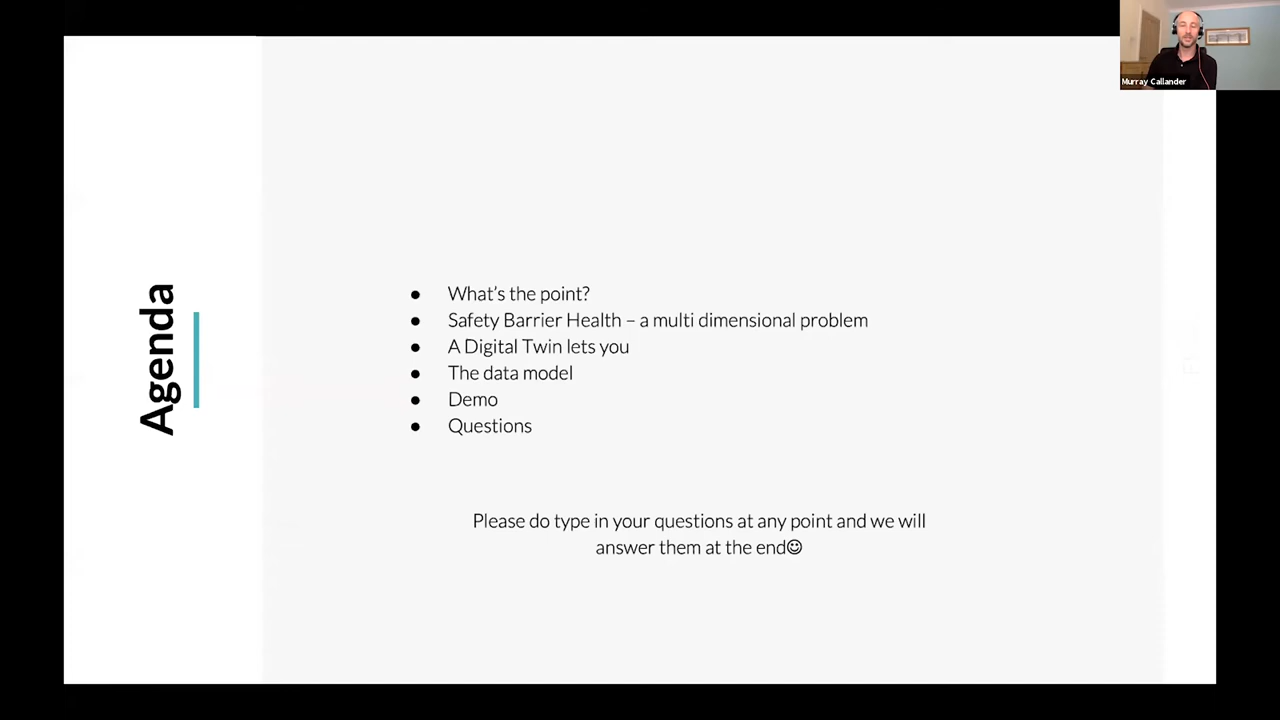 Murray Callander
Agenda
● What's the point?
● Safety Barrier Health – a multi dimensional problem
● A Digital Twin lets you
● The data model
● Demo
● Questions
Please do type in your questions at any point and we will
answer them at the end☺